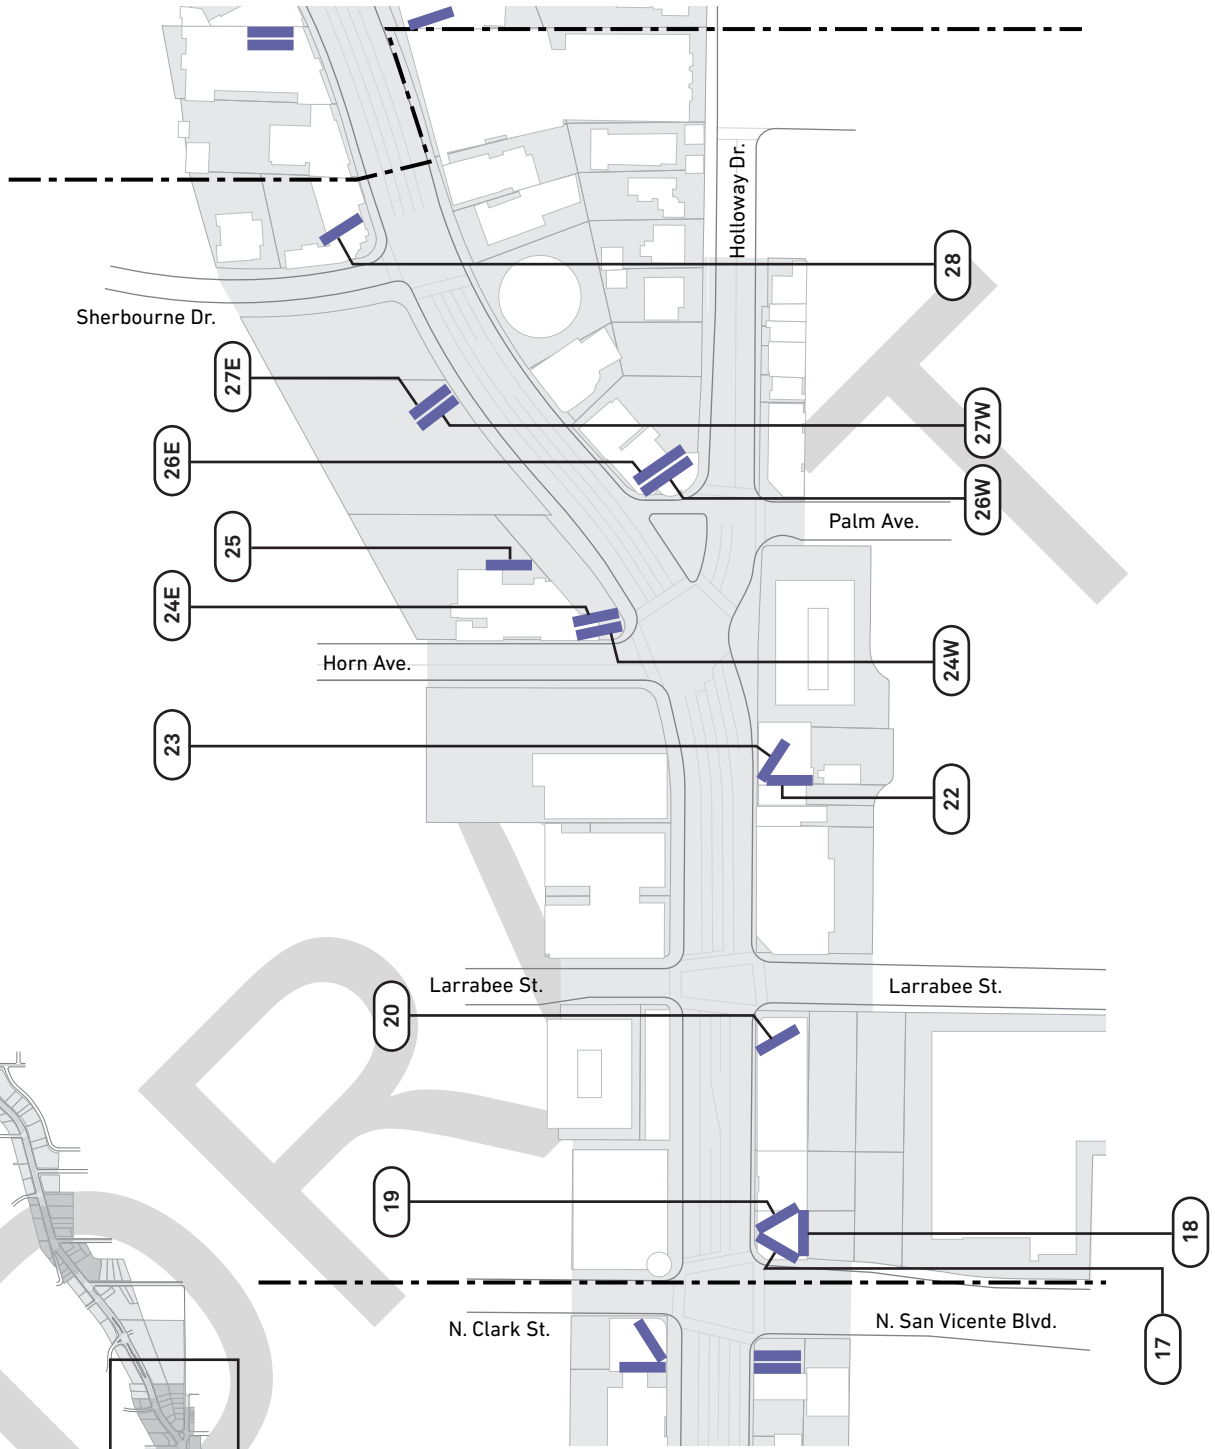 Holloway Dr.
28
Sherbourne Dr.
27E
27W
26E
26W
Palm Ave.
25
24E
Horn Ave.
24W
23
22
Larrabee St.
Larrabee St.
20
19
18
N. Clark St.
N. San Vicente Blvd.
17